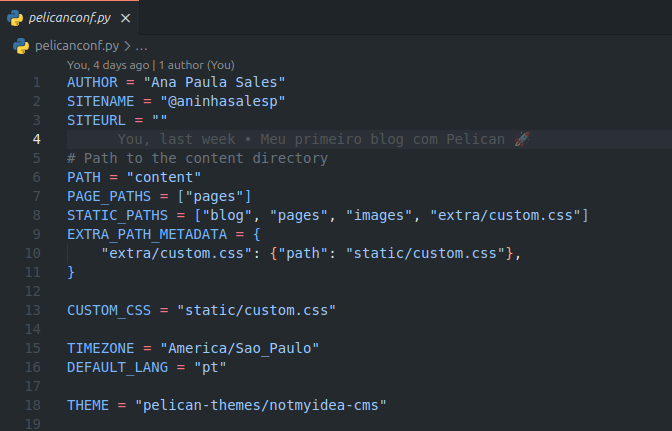 pelicanconf.py ×
pelicanconf.py > ...
You, 4 days ago | 1 author (You)
1 AUTHOR = "Ana Paula Sales"
2 SITENAME = "@aninhasalesp"
3 SITEURL = ""
4 You, last week • Meu primeiro blog com Pelican 🚀
5 # Path to the content directory
6 PATH = "content"
7 PAGE_PATHS = ["pages"]
8 STATIC_PATHS = ["blog", "pages", "images", "extra/custom.css"]
9 EXTRA_PATH_METADATA = {
10 "extra/custom.css": {"path": "static/custom.css"},
11 }
12
13 CUSTOM_CSS = "static/custom.css"
14
15 TIMEZONE = "America/Sao_Paulo"
16 DEFAULT_LANG = "pt"
17
18 THEME = "pelican-themes/notmyidea-cms"
19